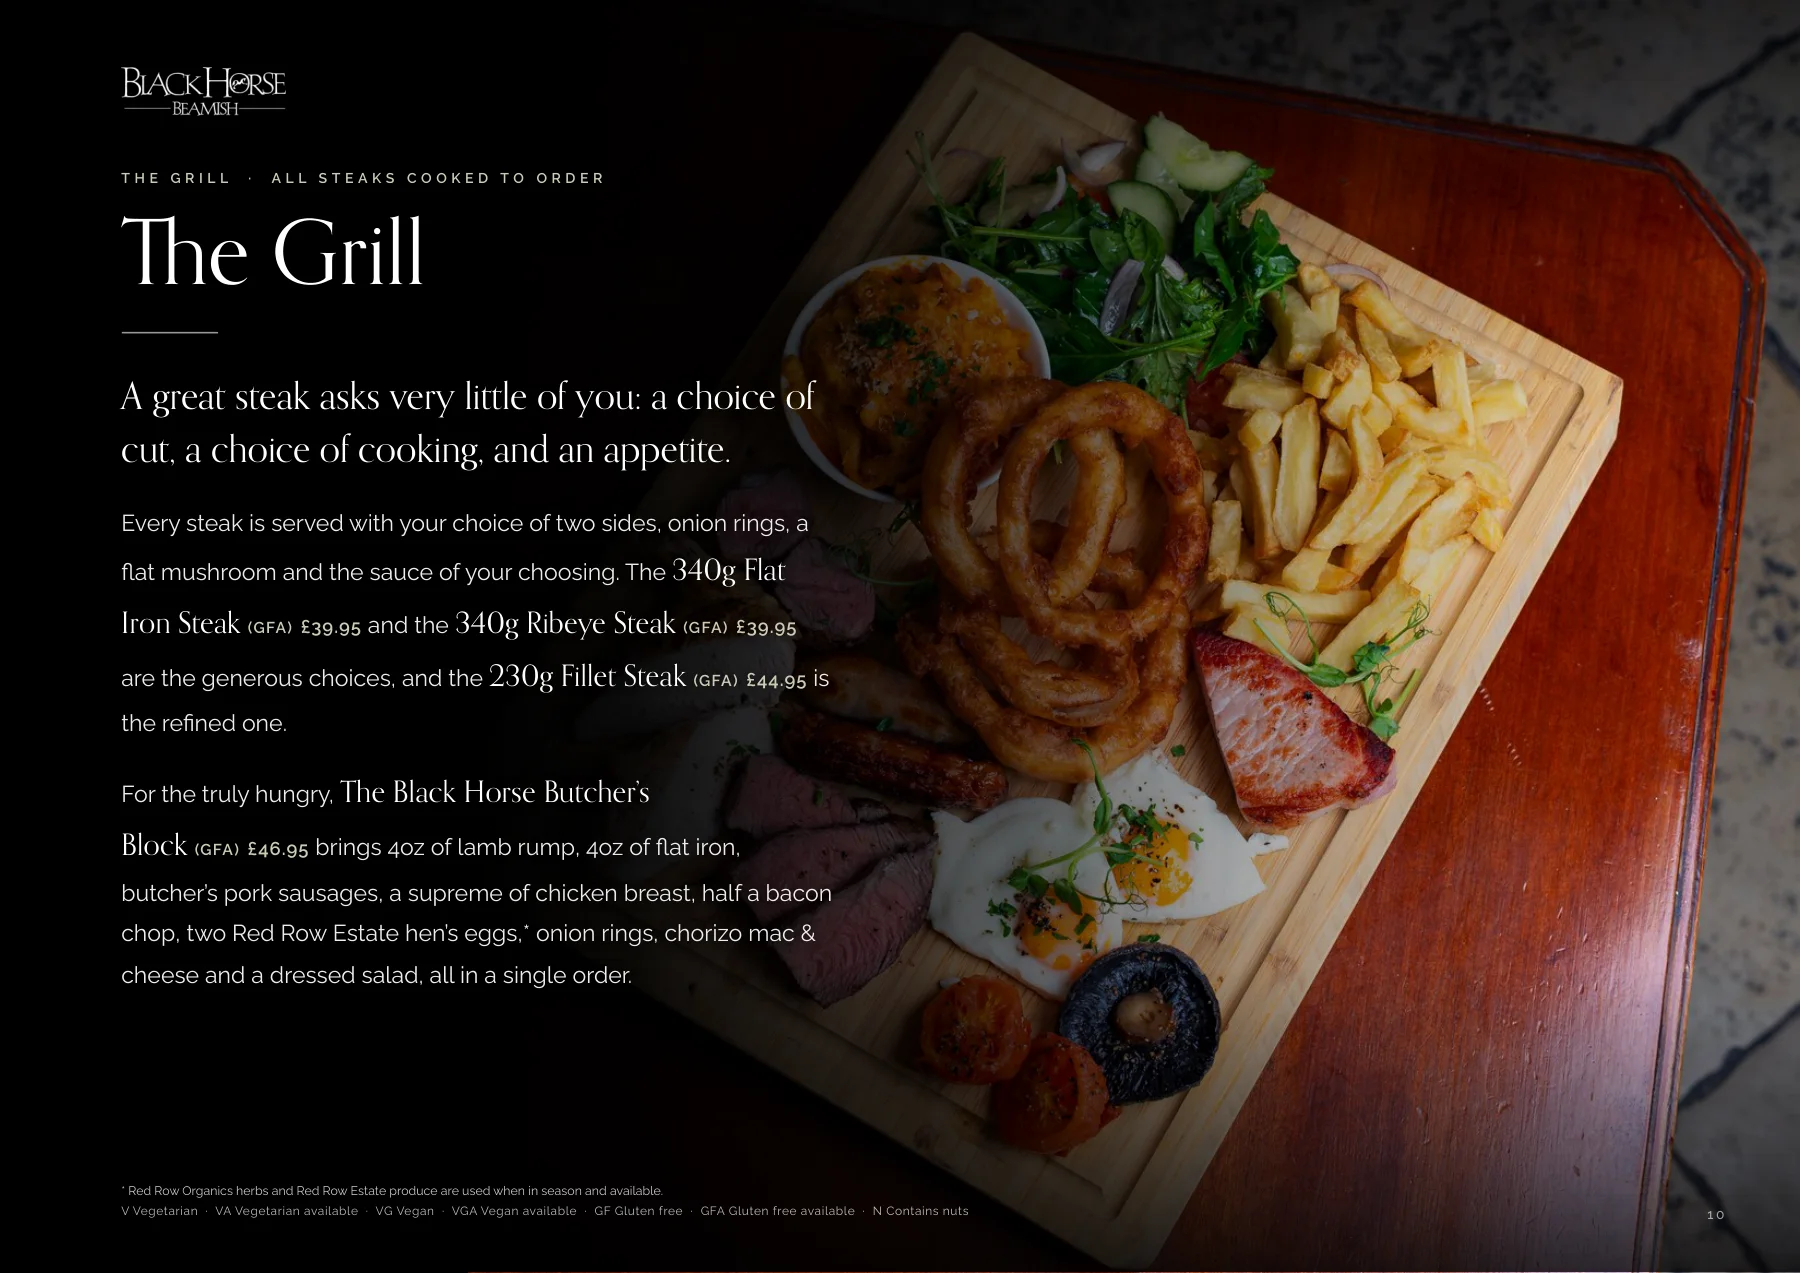 BLACK HORSE
BEAMISH
THE GRILL · ALL STEAKS COOKED TO ORDER
The Grill
A great steak asks very little of you: a choice of
cut, a choice of cooking, and an appetite.
Every steak is served with your choice of two sides, onion rings, a
flat mushroom and the sauce of your choosing. The 340g Flat
Iron Steak (GFA) £39.95 and the 340g Ribeye Steak (GFA) £39.95
are the generous choices, and the 230g Fillet Steak (GFA) £44.95 is
the refined one.
For the truly hungry, The Black Horse Butcher’s
Block (GFA) £46.95 brings 4oz of lamb rump, 4oz of flat iron,
butcher’s pork sausages, a supreme of chicken breast, half a bacon
chop, two Red Row Estate hen’s eggs,* onion rings, chorizo mac &
cheese and a dressed salad, all in a single order.
* Red Row Organics herbs and Red Row Estate produce are used when in season and available.
V Vegetarian · VA Vegetarian available · VG Vegan · VGA Vegan available · GF Gluten free · GFA Gluten free available · N Contains nuts
10